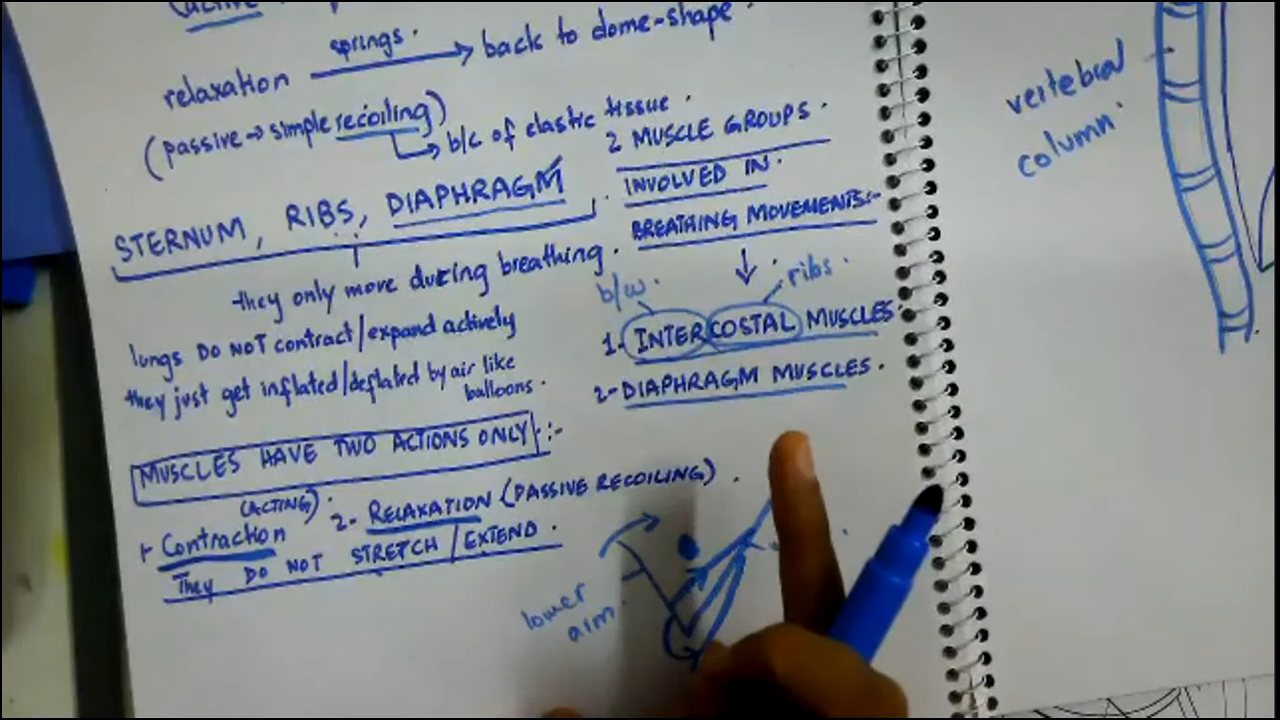 springs.
relaxation → back to dome-shape.
(passive → simple recoiling)
b/c of elastic tissue.
STERNUM, RIBS, DIAPHRAGM
they only move during breathing.
lungs DO NOT contract/expand actively
they just get inflated/deflated by air like
balloons.
MUSCLES HAVE TWO ACTIONS ONLY:-
(ACTING).
1- Contraction 2- RELAXATION (PASSIVE RECOILING).
They DO NOT STRETCH/EXTEND.
2 MUSCLE GROUPS.
INVOLVED IN.
BREATHING MOVEMENTS:-
b/w. ribs.
1- INTERCOSTAL MUSCLES.
2- DIAPHRAGM MUSCLES.
lower
arm.
vertebral
column.